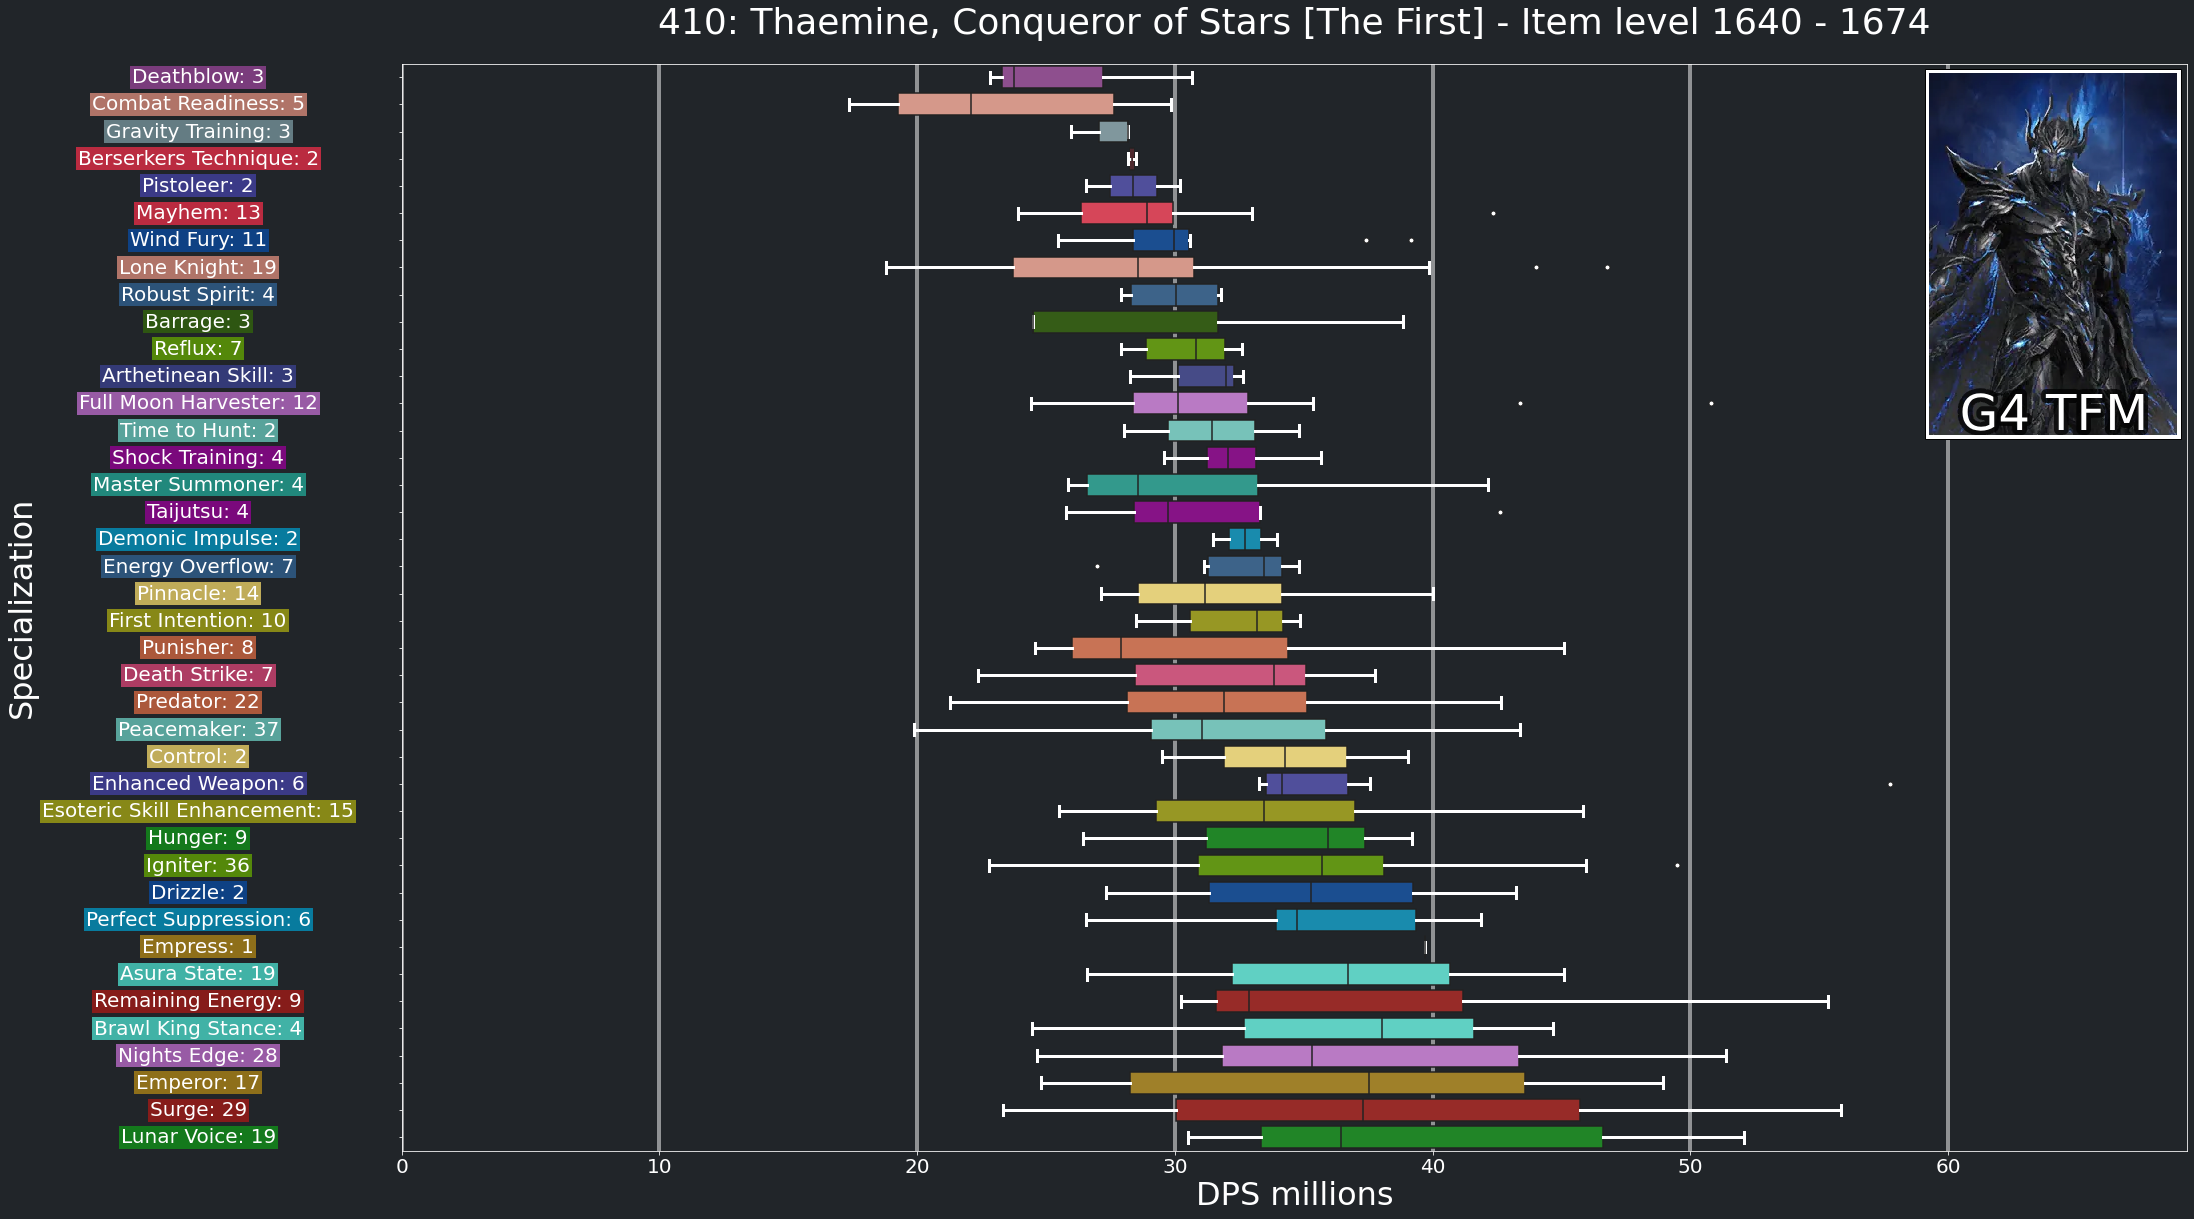 410: Thaemine, Conqueror of Stars [The First] - Item level 1640 - 1674
Deathblow: 3
Combat Readiness: 5
Gravity Training: 3
Berserkers Technique: 2
Pistoleer: 2
Mayhem: 13
Wind Fury: 11
Lone Knight: 19
Robust Spirit: 4
Barrage: 3
Reflux: 7
Arthetinean Skill: 3
Full Moon Harvester: 12
Time to Hunt: 2
Shock Training: 4
Master Summoner: 4
Taijutsu: 4
Demonic Impulse: 2
Energy Overflow: 7
Pinnacle: 14
First Intention: 10
Punisher: 8
Death Strike: 7
Predator: 22
Peacemaker: 37
Control: 2
Enhanced Weapon: 6
Esoteric Skill Enhancement: 15
Hunger: 9
Igniter: 36
Drizzle: 2
Perfect Suppression: 6
Empress: 1
Asura State: 19
Remaining Energy: 9
Brawl King Stance: 4
Nights Edge: 28
Emperor: 17
Surge: 29
Lunar Voice: 19
Specialization
G4 TFM
0 10 20 30 40 50 60
DPS millions